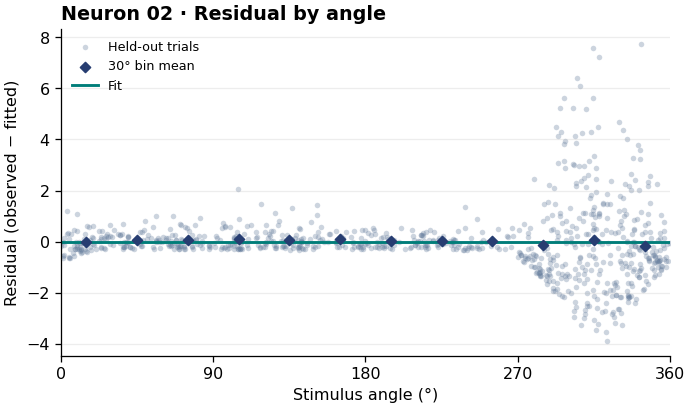 Neuron 02 · Residual by angle
Held-out trials
30° bin mean
Fit
Residual (observed − fitted)
8
6
4
2
0
−2
−4
0 90 180 270 360
Stimulus angle (°)